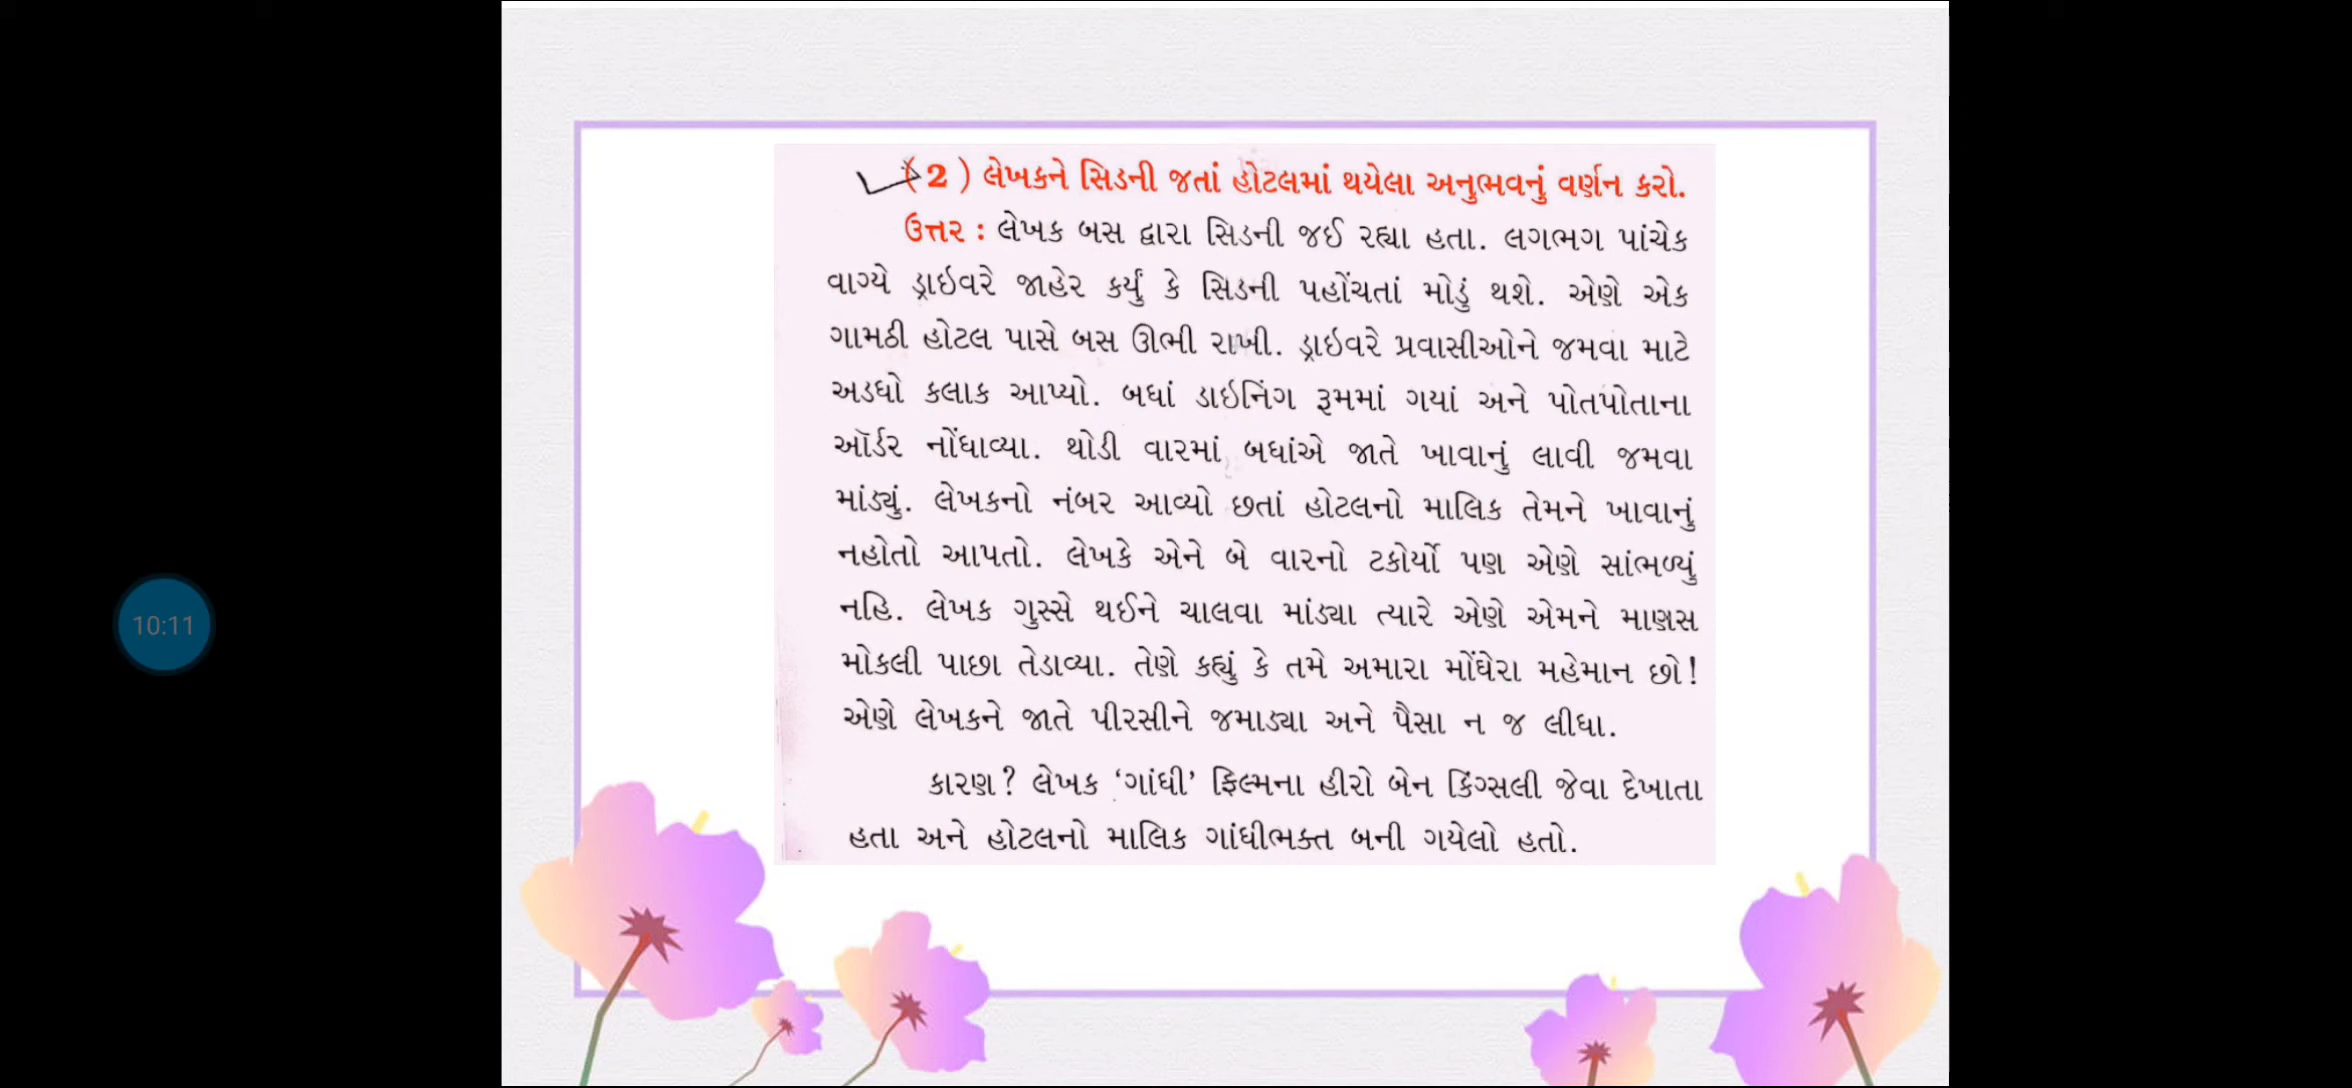 (2) લેખકને સિડની જતાં હોટલમાં થયેલા અનુભવનું વર્ણન કરો.
ઉત્તર : લેખક બસ દ્વારા સિડની જઈ રહ્યા હતા. લગભગ પાંચેક
વાગ્યે ડ્રાઇવરે જાહેર કર્યું કે સિડની પહોંચતાં મોડું થશે. એણે એક
ગામઠી હોટલ પાસે બસ ઊભી રાખી. ડ્રાઇવરે પ્રવાસીઓને જમવા માટે
અડધો કલાક આપ્યો. બધાં ડાઇનિંગ રૂમમાં ગયાં અને પોતપોતાના
ઑર્ડર નોંધાવ્યા. થોડી વારમાં બધાંએ જાતે ખાવાનું લાવી જમવા
માંડ્યું. લેખકનો નંબર આવ્યો છતાં હોટલનો માલિક તેમને ખાવાનું
નહોતો આપતો. લેખકે એને બે વારનો ટકોર્યો પણ એણે સાંભળ્યું
નહિ. લેખક ગુસ્સે થઈને ચાલવા માંડ્યા ત્યારે એણે એમને માણસ
મોકલી પાછા તેડાવ્યા. તેણે કહ્યું કે તમે અમારા મોંઘેરા મહેમાન છો!
એણે લેખકને જાતે પીરસીને જમાડ્યા અને પૈસા ન જ લીધા.
કારણ? લેખક ‘ગાંધી’ ફિલ્મના હીરો બેન કિંગ્સલી જેવા દેખાતા
હતા અને હોટલનો માલિક ગાંધીભક્ત બની ગયેલો હતો.
10:11